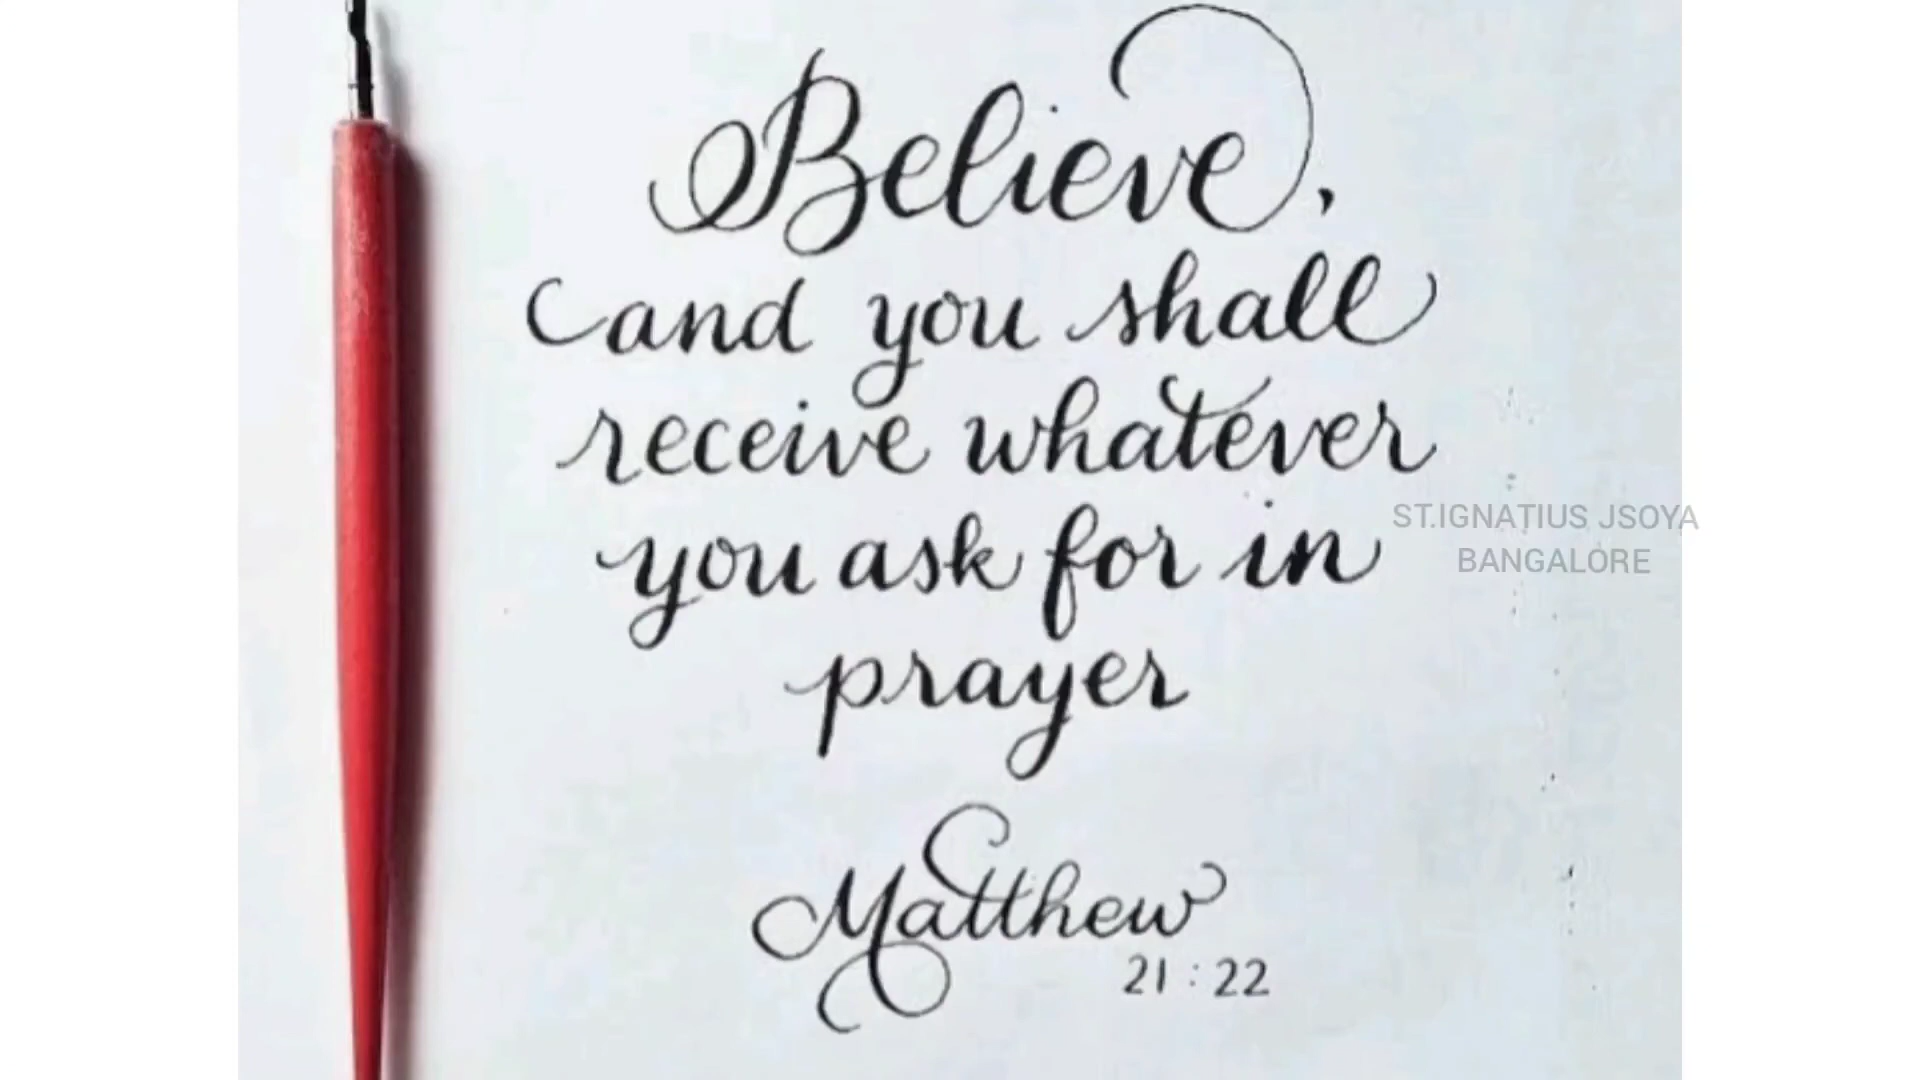 Believe,
and you shall
receive whatever
you ask for in
prayer
Matthew
21:22
ST.IGNATIUS JSOYA
BANGALORE